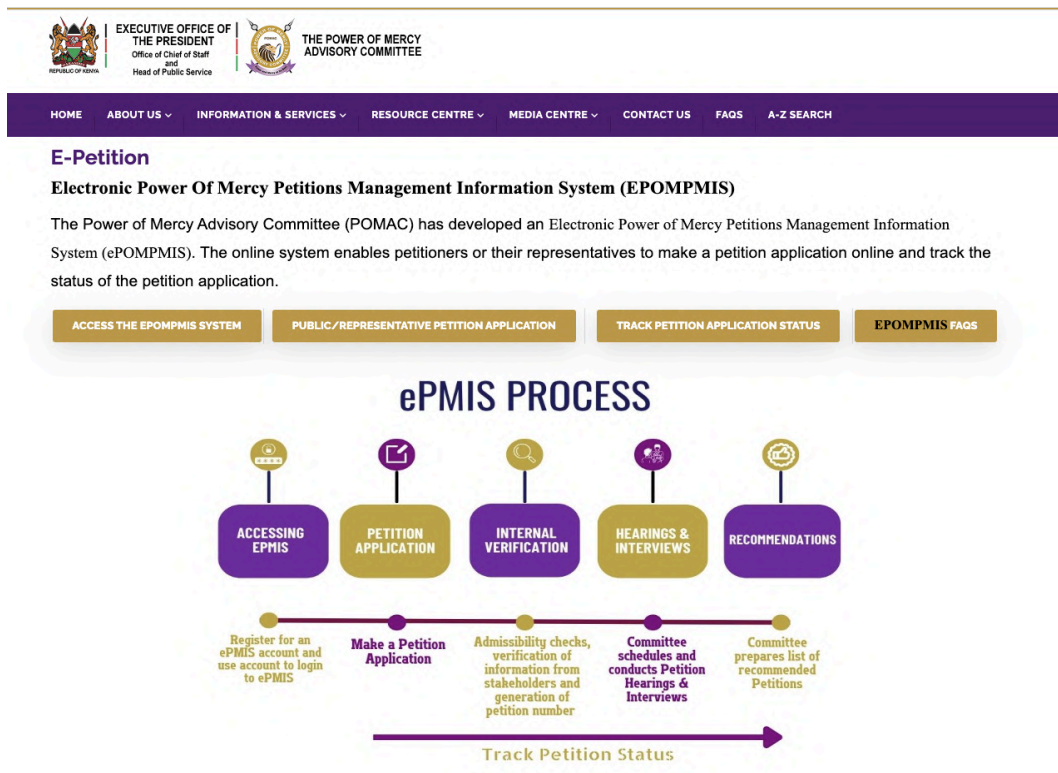 EXECUTIVE OFFICE OF
THE PRESIDENT
Office of Chief of Staff
and
Head of Public Service
REPUBLIC OF KENYA
POMAC
THE POWER OF MERCY
ADVISORY COMMITTEE
HOME ABOUT US INFORMATION & SERVICES RESOURCE CENTRE MEDIA CENTRE CONTACT US FAQS A-Z SEARCH
E-Petition
Electronic Power Of Mercy Petitions Management Information System (EPOMPMIS)
The Power of Mercy Advisory Committee (POMAC) has developed an Electronic Power of Mercy Petitions Management Information
System (ePOMPMIS). The online system enables petitioners or their representatives to make a petition application online and track the
status of the petition application.
ACCESS THE EPOMPMIS SYSTEM PUBLIC/REPRESENTATIVE PETITION APPLICATION TRACK PETITION APPLICATION STATUS EPOMPMIS FAQS
ePMIS PROCESS
ACCESSING
EPMIS
PETITION
APPLICATION
INTERNAL
VERIFICATION
HEARINGS &
INTERVIEWS
RECOMMENDATIONS
Register for an
ePMIS account and
use account to login
to ePMIS
Make a Petition
Application
Admissibility checks,
verification of
information from
stakeholders and
generation of
petition number
Committee
schedules and
conducts Petition
Hearings &
Interviews
Committee
prepares list of
recommended
Petitions
Track Petition Status